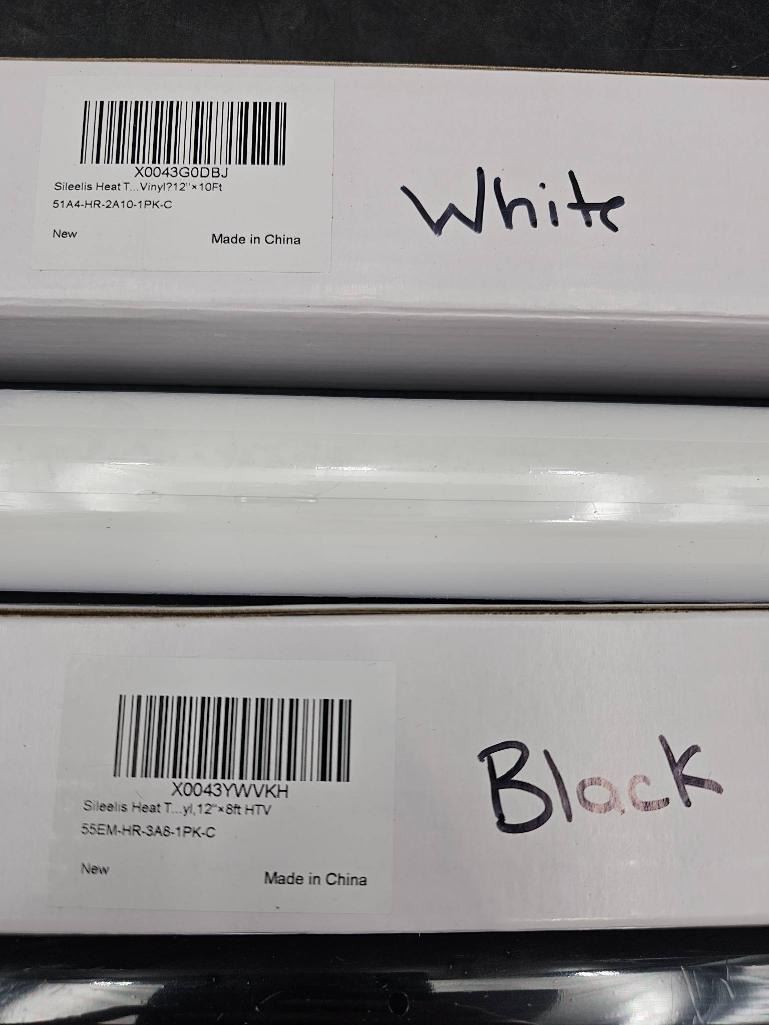 X0043G0DBJ
Sileelis Heat T...Vinyl?12"×10Ft
51A4-HR-2A10-1PK-C
New
Made in China
White
X0043YWVKH
Sileelis Heat T...yl,12"×8ft HTV
55EM-HR-3A8-1PK-C
New
Made in China
Black